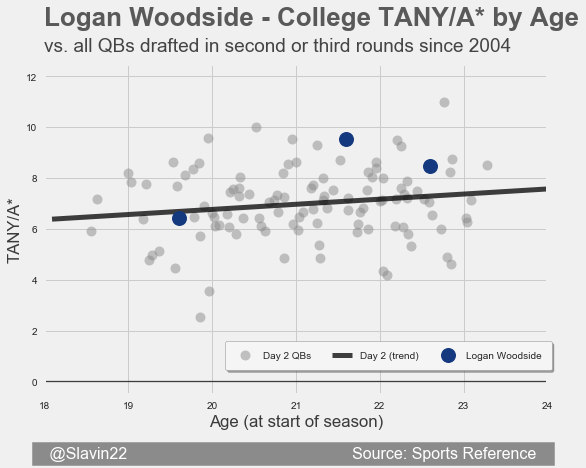 Logan Woodside - College TANY/A* by Age
vs. all QBs drafted in second or third rounds since 2004
12
10
8
6
4
2
0
TANY/A*
Day 2 QBs
Day 2 (trend)
Logan Woodside
18
19
20
21
22
23
24
Age (at start of season)
@Slavin22
Source: Sports Reference